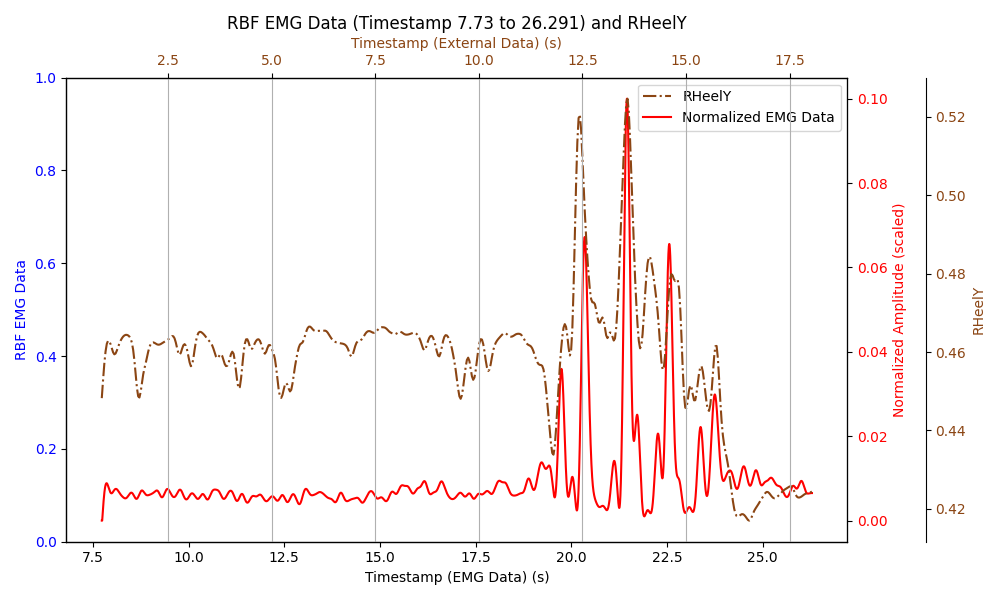 RBF EMG Data (Timestamp 7.73 to 26.291) and RHeelY
Timestamp (External Data) (s)
2.5 5.0 7.5 10.0 12.5 15.0 17.5
RHeelY
Normalized EMG Data
1.0
0.8
0.6
0.4
0.2
0.0
RBF EMG Data
0.10
0.08
0.06
0.04
0.02
0.00
Normalized Amplitude (scaled)
0.52
0.50
0.48
0.46
0.44
0.42
RHeelY
7.5 10.0 12.5 15.0 17.5 20.0 22.5 25.0
Timestamp (EMG Data) (s)